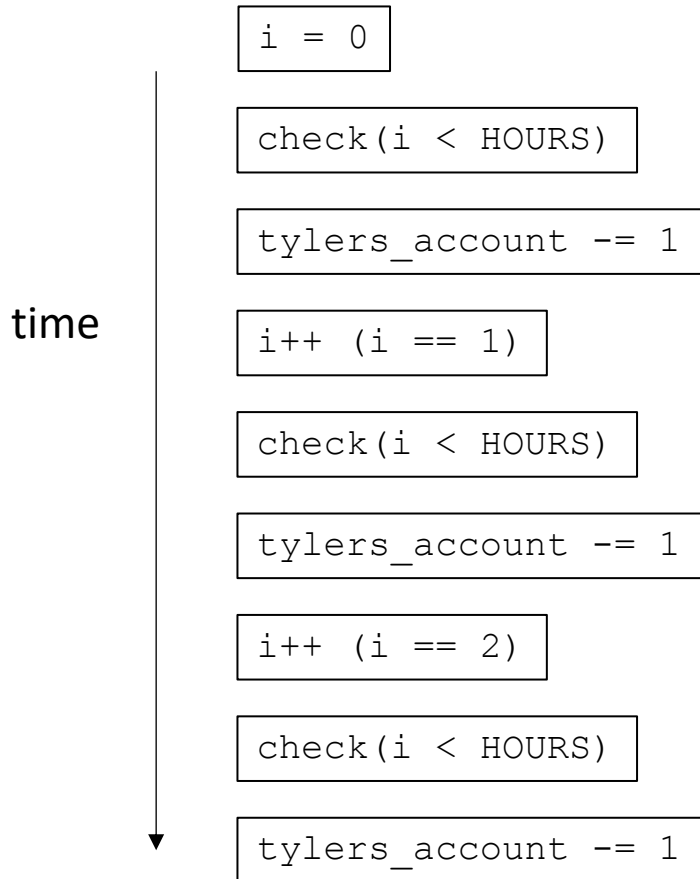 i = 0
check(i < HOURS)
tylers_account -= 1
time
i++ (i == 1)
check(i < HOURS)
tylers_account -= 1
i++ (i == 2)
check(i < HOURS)
tylers_account -= 1